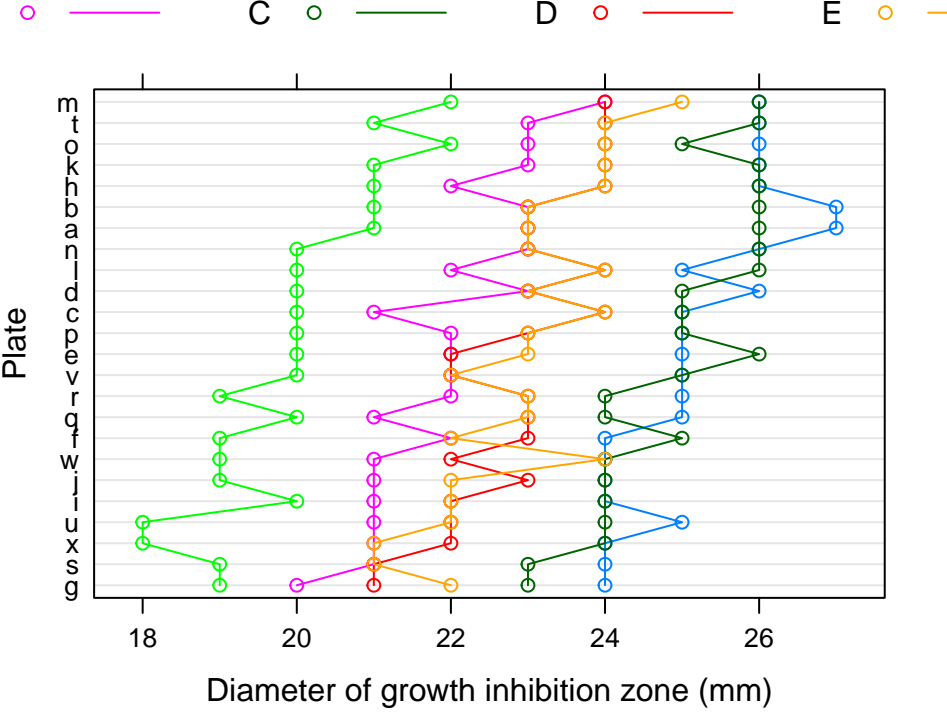 C D E
m
t
o
k
h
b
a
n
l
d
c
p
e
v
r
q
f
w
j
i
u
x
s
g
Plate
18 20 22 24 26
Diameter of growth inhibition zone (mm)